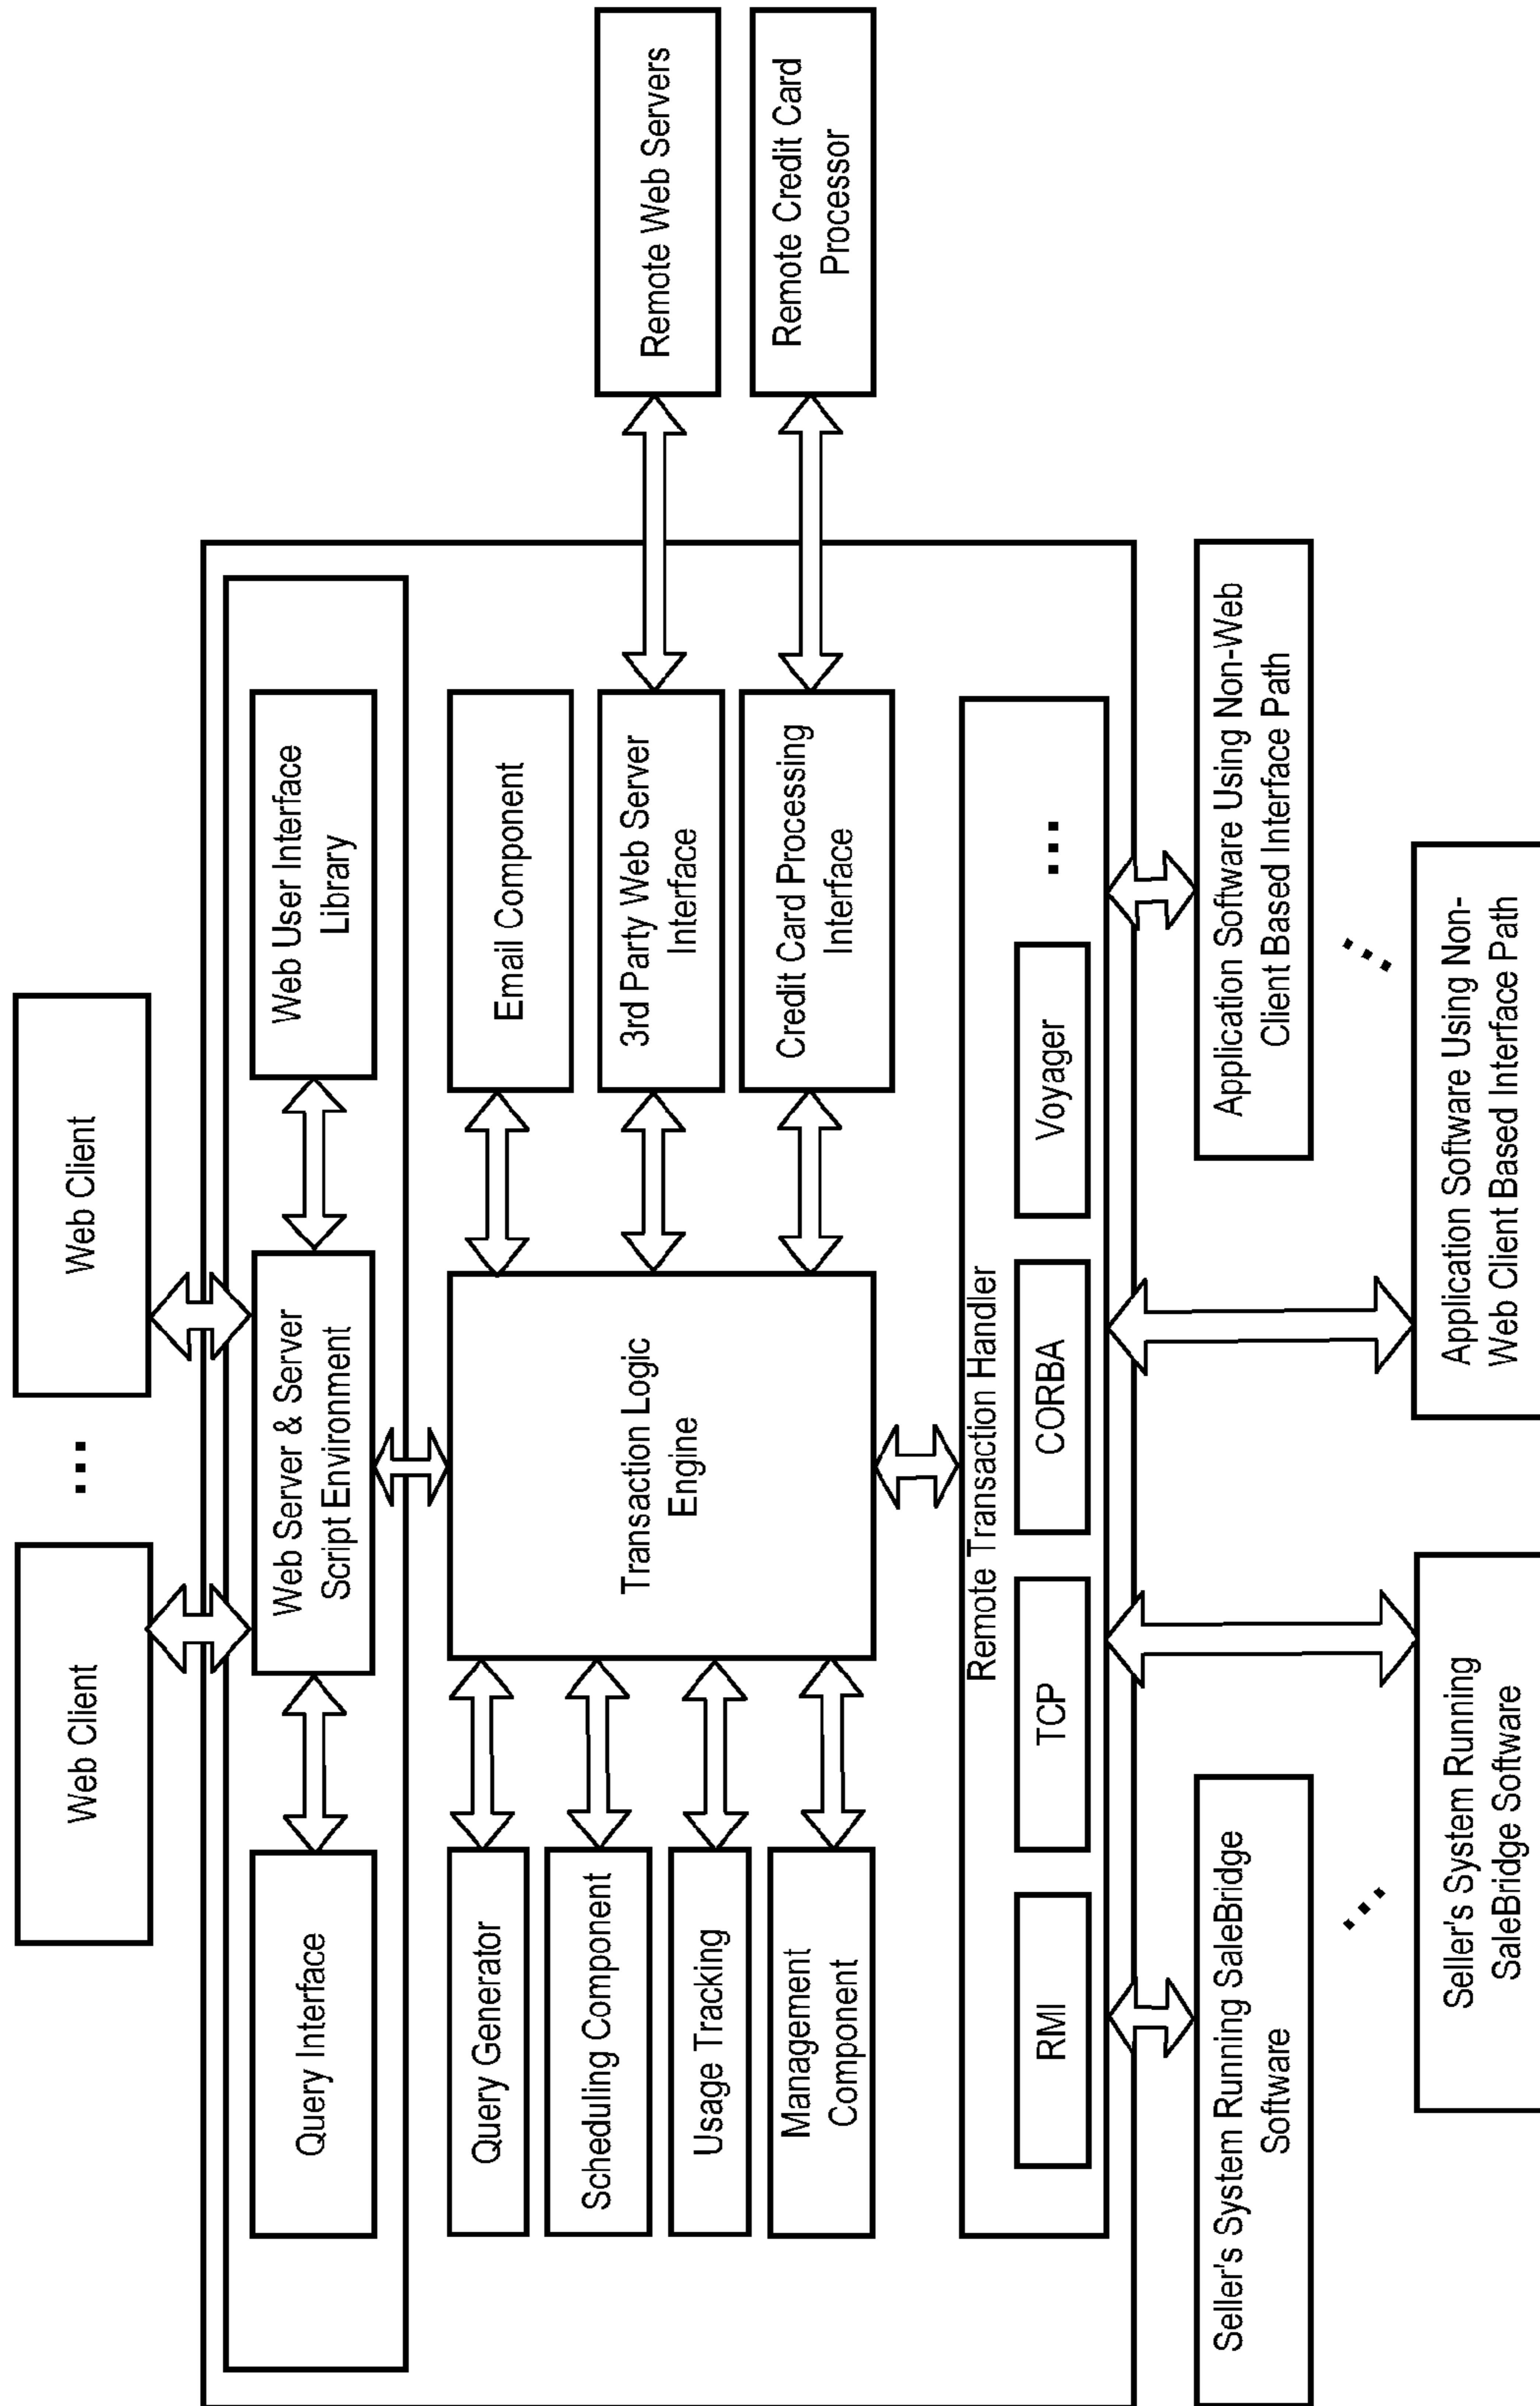 Web Client
...
Web Client
Query Interface
Web Server & Server
Script Environment
Web User Interface
Library
Query Generator
Scheduling Component
Usage Tracking
Management
Component
Transaction Logic
Engine
Email Component
3rd Party Web Server
Interface
Credit Card Processing
Interface
Remote Web Servers
Remote Credit Card
Processor
Remote Transaction Handler
RMI
TCP
CORBA
Voyager
...
Seller's System Running SaleBridge
Software
...
Seller's System Running
SaleBridge Software
Application Software Using Non-Web
Client Based Interface Path
...
Application Software Using Non-
Web Client Based Interface Path